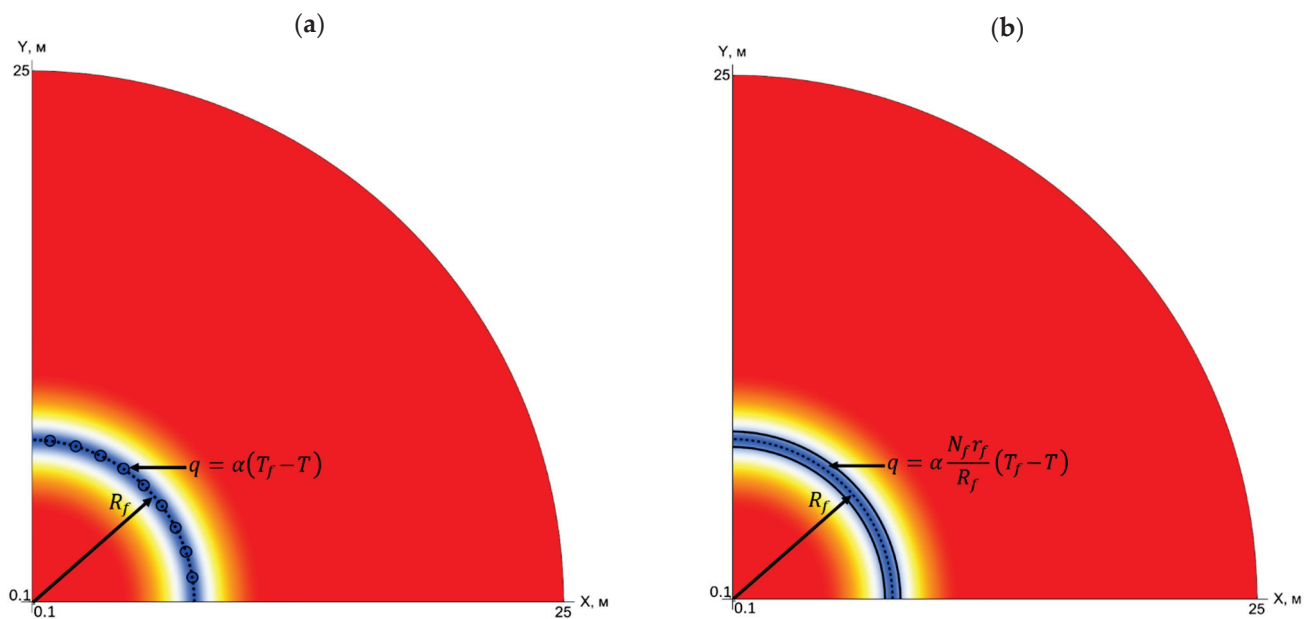 (a)
Y, м
25
q = α(T_f − T)
R_f
0.1
0.1
25
X, м
(b)
Y, м
25
q = α \frac{N_f r_f}{R_f} (T_f − T)
R_f
0.1
0.1
25
X, м